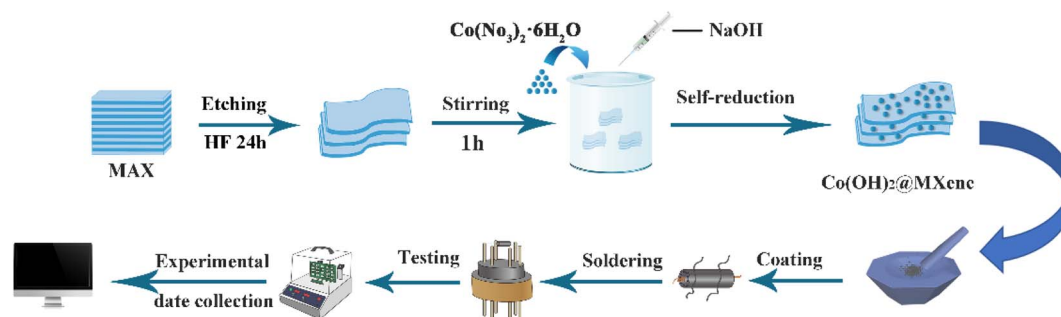 Co(No₃)₂·6H₂O
NaOH
Etching
HF 24h
Stirring
1h
Self-reduction
MAX
Co(OH)₂@MXenc
Experimental
date collection
Testing
Soldering
Coating